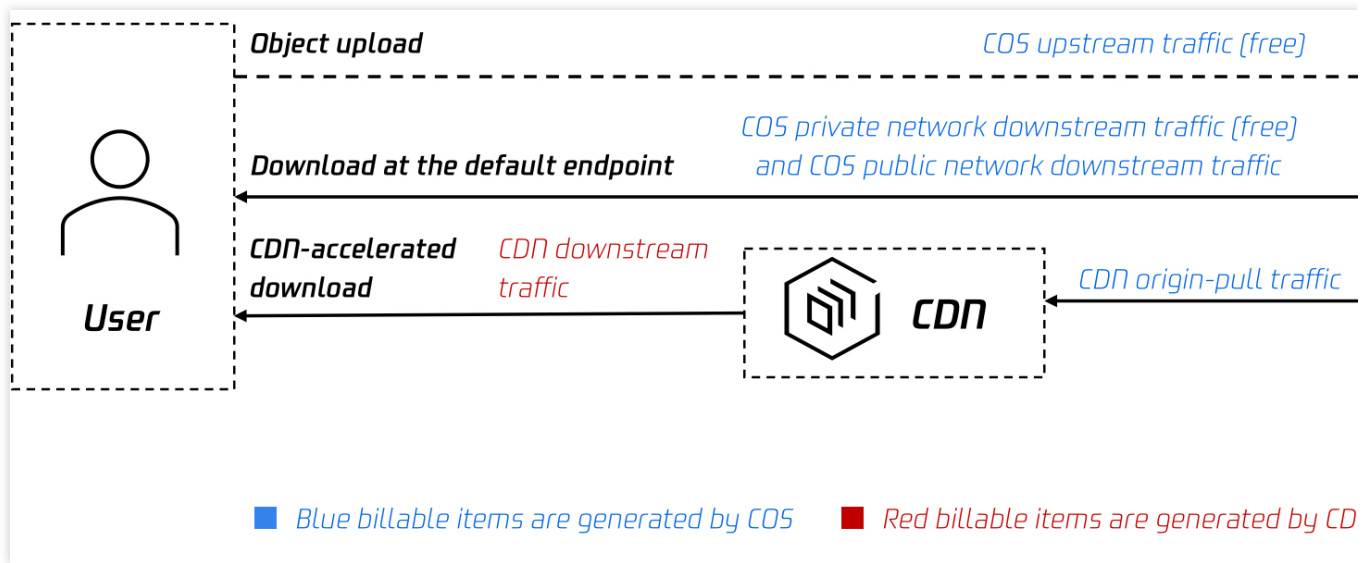 Object upload
COS upstream traffic (free)
COS private network downstream traffic (free)
and COS public network downstream traffic
Download at the default endpoint
CDN-accelerated
download
CDN downstream
traffic
CDN origin-pull traffic
User
CDN
Blue billable items are generated by COS
Red billable items are generated by CD